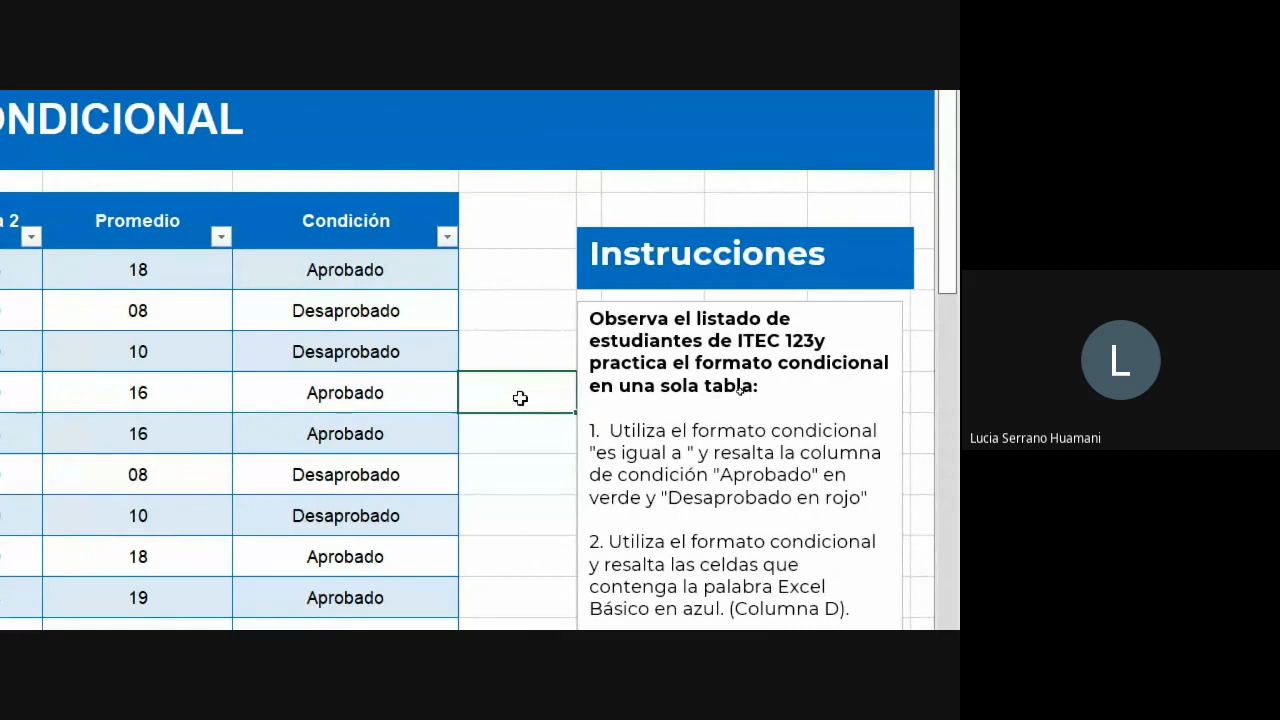 ONDICIONAL
a 2 Promedio Condición
18 Aprobado
08 Desaprobado
10 Desaprobado
16 Aprobado
16 Aprobado
08 Desaprobado
10 Desaprobado
18 Aprobado
19 Aprobado
Instrucciones
Observa el listado de
estudiantes de ITEC 123y
practica el formato condicional
en una sola tabla:
1. Utiliza el formato condicional
"es igual a " y resalta la columna
de condición "Aprobado" en
verde y "Desaprobado en rojo"
2. Utiliza el formato condicional
y resalta las celdas que
contenga la palabra Excel
Básico en azul. (Columna D).
L
Lucia Serrano Huamani